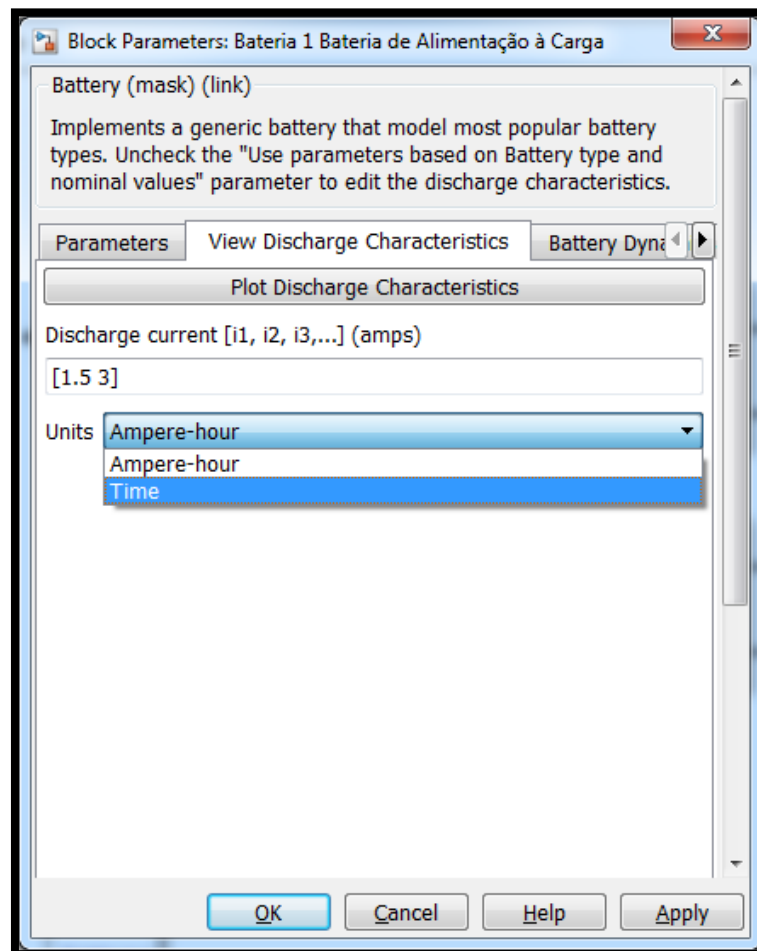 Block Parameters: Bateria 1 Bateria de Alimentação à Carga
X
Battery (mask) (link)
Implements a generic battery that model most popular battery
types. Uncheck the "Use parameters based on Battery type and
nominal values" parameter to edit the discharge characteristics.
Parameters View Discharge Characteristics Battery Dyna
Plot Discharge Characteristics
Discharge current [i1, i2, i3,...] (amps)
[1.5 3]
Units Ampere-hour
Ampere-hour
Time
OK Cancel Help Apply